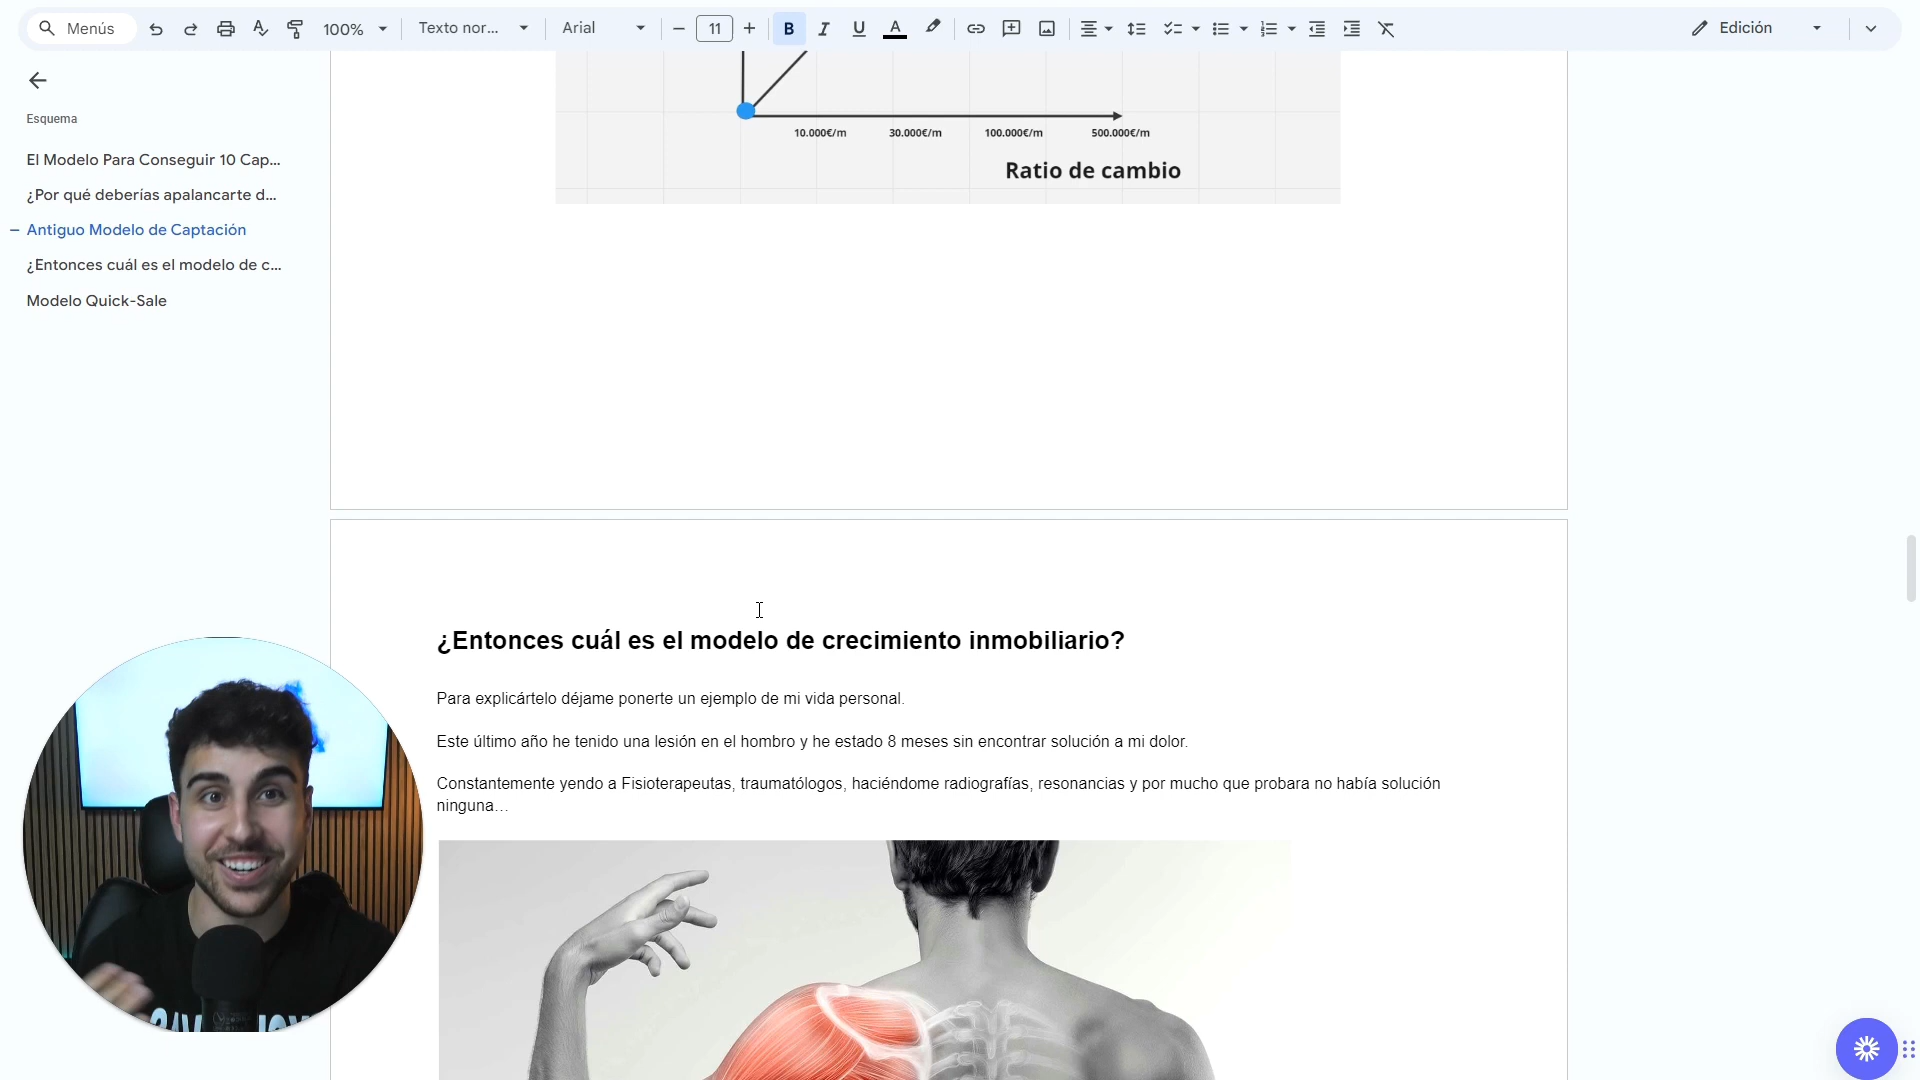 Menús
100%
Texto nor...
Arial
11
B
I
U
A
Edición
Esquema
El Modelo Para Conseguir 10 Cap...
¿Por qué deberías apalancarte d...
Antiguo Modelo de Captación
¿Entonces cuál es el modelo de c...
Modelo Quick-Sale
10.000€/m 30.000€/m 100.000€/m 500.000€/m
Ratio de cambio
¿Entonces cuál es el modelo de crecimiento inmobiliario?
Para explicártelo déjame ponerte un ejemplo de mi vida personal.
Este último año he tenido una lesión en el hombro y he estado 8 meses sin encontrar solución a mi dolor.
Constantemente yendo a Fisioterapeutas, traumatólogos, haciéndome radiografías, resonancias y por mucho que probara no había solución
ninguna…